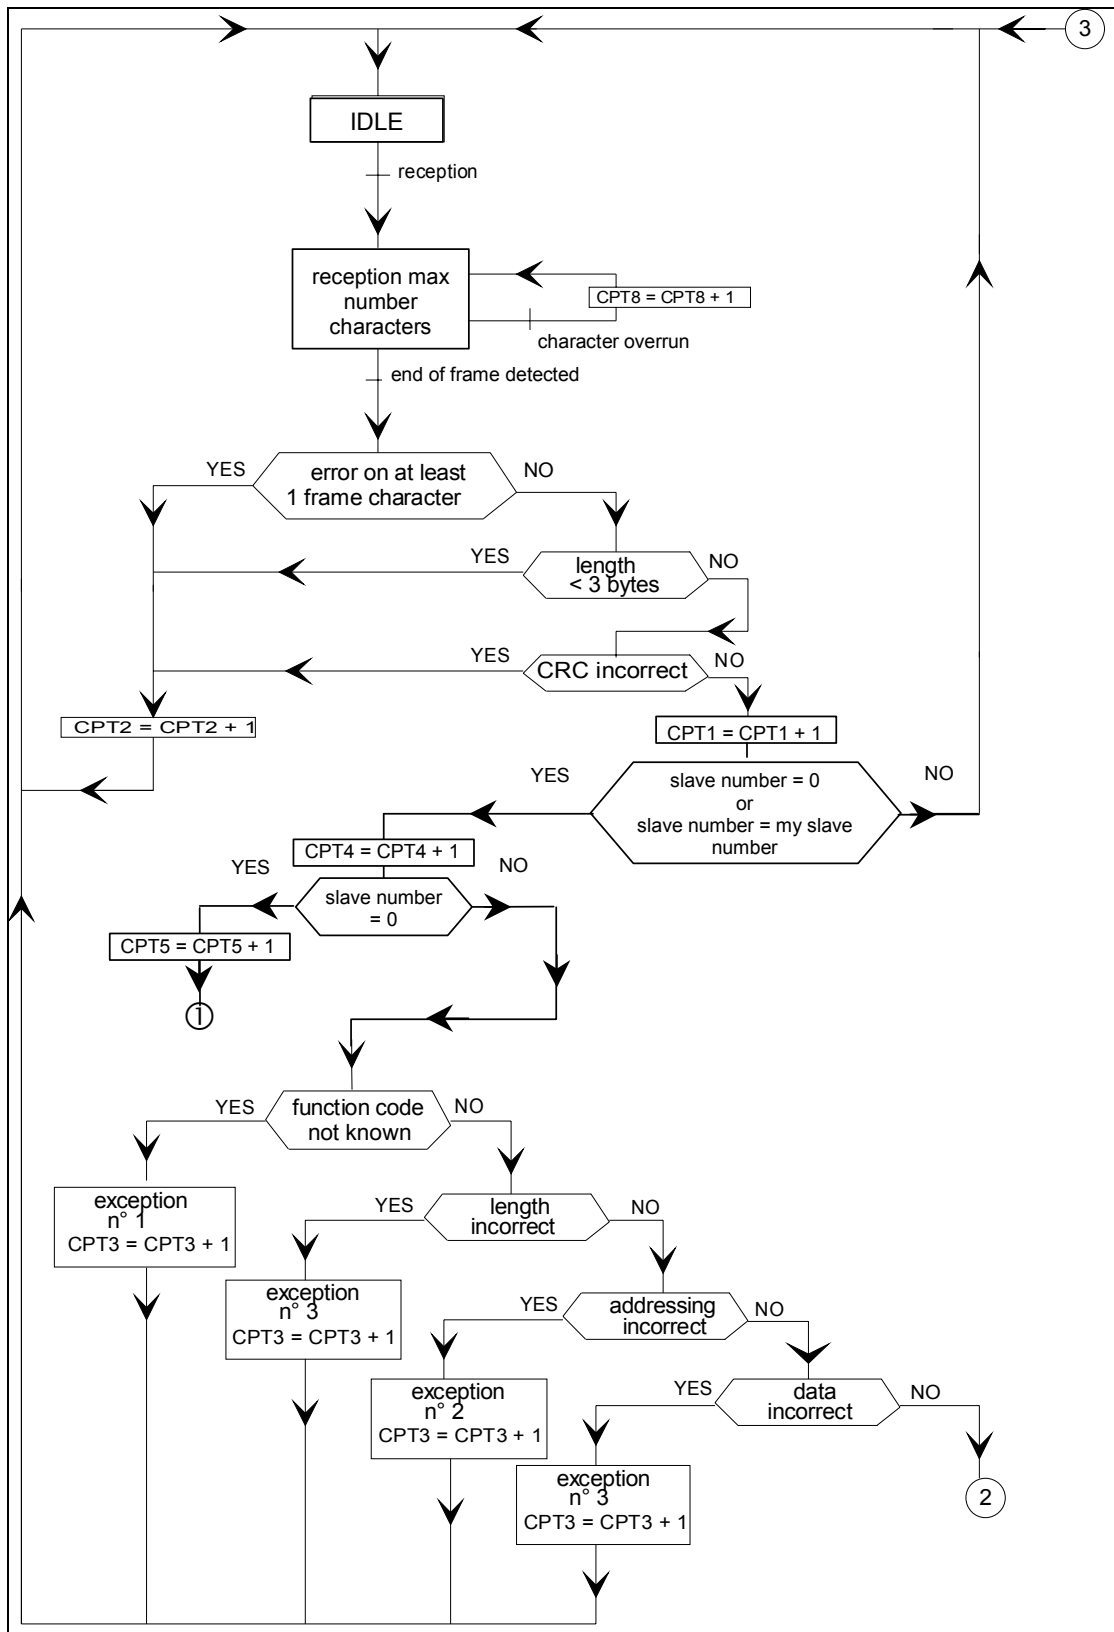 3
IDLE
reception
reception max
number
characters
CPT8 = CPT8 + 1
character overrun
end of frame detected
YES
error on at least
1 frame character
NO
YES
length
< 3 bytes
NO
YES
CRC incorrect
NO
CPT2 = CPT2 + 1
CPT1 = CPT1 + 1
YES
slave number = 0
or
slave number = my slave
number
NO
CPT4 = CPT4 + 1
YES
slave number
= 0
NO
CPT5 = CPT5 + 1
1
YES
function code
not known
NO
exception
n° 1
CPT3 = CPT3 + 1
YES
length
incorrect
NO
exception
n° 3
CPT3 = CPT3 + 1
YES
addressing
incorrect
NO
exception
n° 2
CPT3 = CPT3 + 1
YES
data
incorrect
NO
exception
n° 3
CPT3 = CPT3 + 1
2